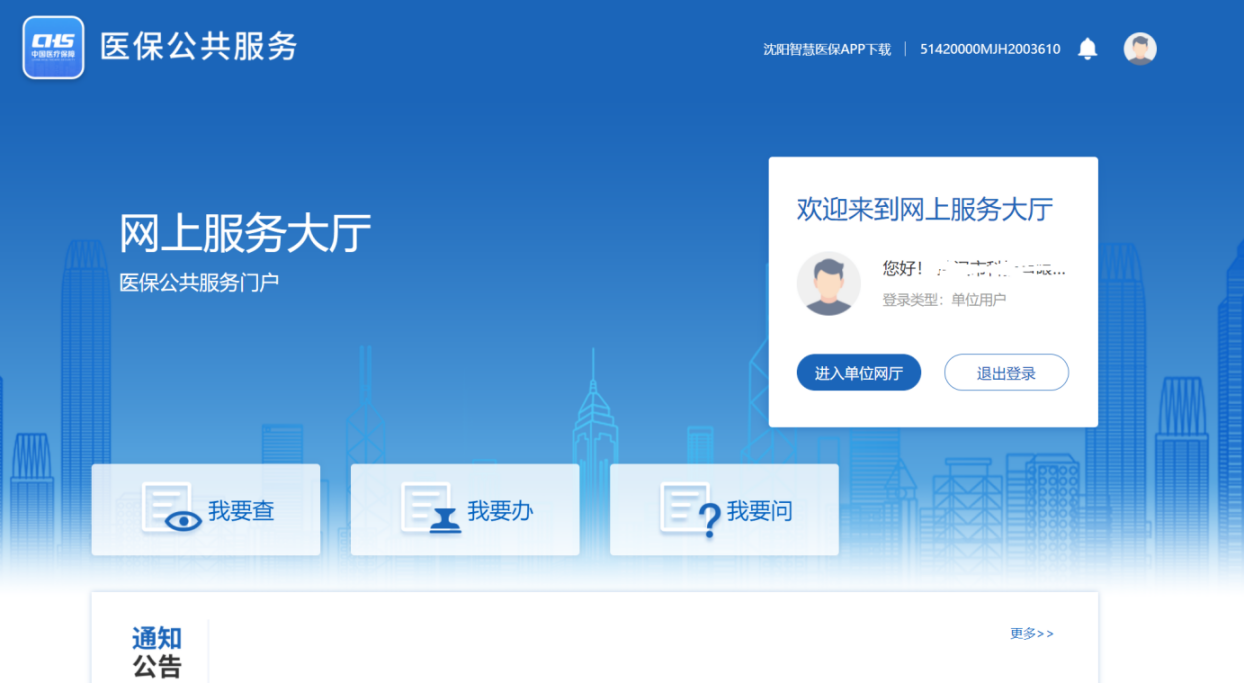 CHS
中国医疗保障
医保公共服务
沈阳智慧医保APP下载
51420000MJH2003610
网上服务大厅
医保公共服务门户
欢迎来到网上服务大厅
您好!
登录类型：单位用户
进入单位网厅
退出登录
我要查
我要办
我要问
通知
公告
更多>>